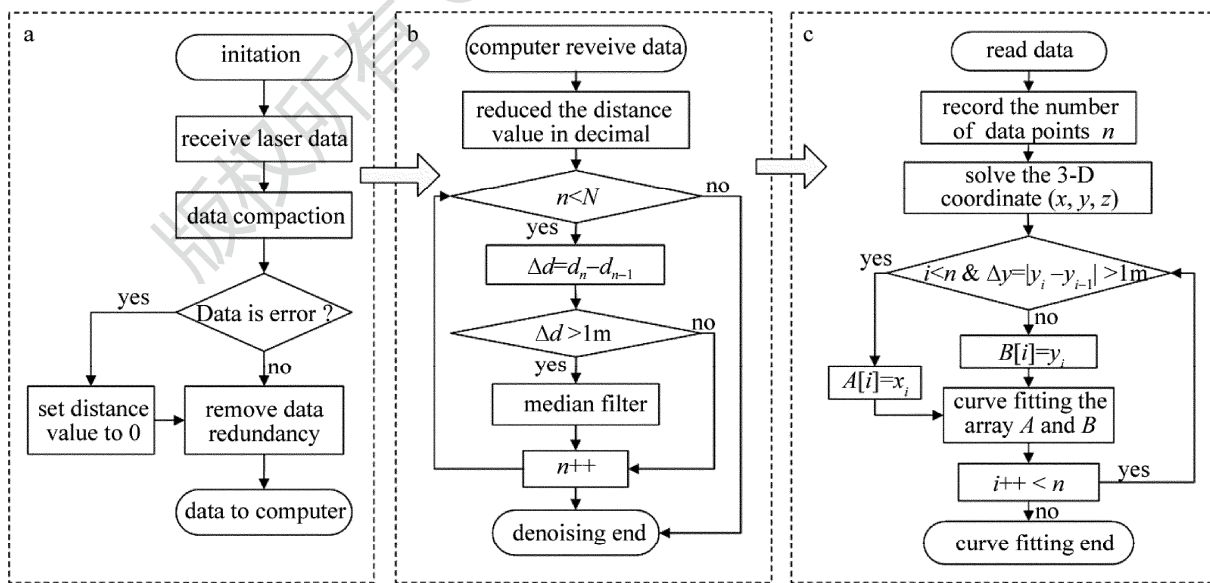 a
initation
receive laser data
data compaction
Data is error ?
yes
no
set distance
value to 0
remove data
redundancy
data to computer
b
computer reveive data
reduced the distance
value in decimal
n<N
no
yes
Δd=dₙ−dₙ₋₁
Δd >1m
no
yes
median filter
n++
denoising end
c
read data
record the number
of data points n
solve the 3-D
coordinate (x, y, z)
yes
i<n & Δy=|yᵢ −yᵢ₋₁| >1m
no
B[i]=yᵢ
A[i]=xᵢ
curve fitting the
array A and B
i++ < n
yes
no
curve fitting end
版权所有